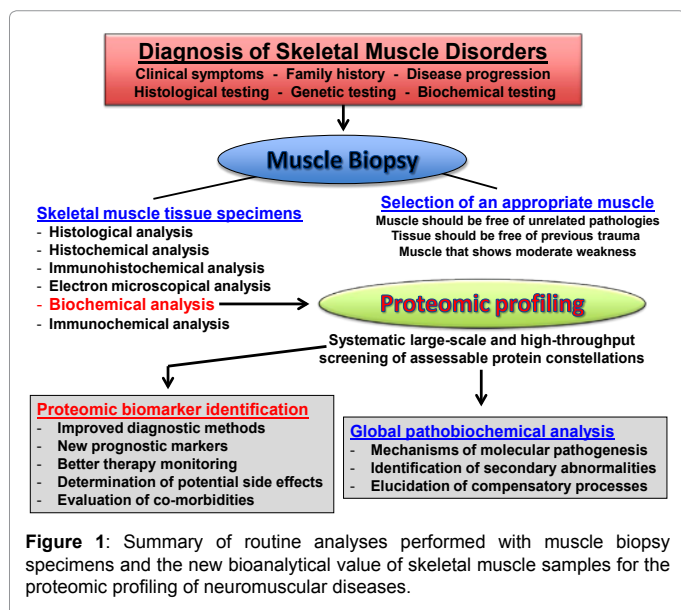 Diagnosis of Skeletal Muscle Disorders
Clinical symptoms - Family history - Disease progression
Histological testing - Genetic testing - Biochemical testing
Muscle Biopsy
Skeletal muscle tissue specimens
- Histological analysis
- Histochemical analysis
- Immunohistochemical analysis
- Electron microscopical analysis
- Biochemical analysis
- Immunochemical analysis
Selection of an appropriate muscle
Muscle should be free of unrelated pathologies
Tissue should be free of previous trauma
Muscle that shows moderate weakness
Proteomic profiling
Systematic large-scale and high-throughput
screening of assessable protein constellations
Proteomic biomarker identification
- Improved diagnostic methods
- New prognostic markers
- Better therapy monitoring
- Determination of potential side effects
- Evaluation of co-morbidities
Global pathobiochemical analysis
- Mechanisms of molecular pathogenesis
- Identification of secondary abnormalities
- Elucidation of compensatory processes
Figure 1: Summary of routine analyses performed with muscle biopsy
specimens and the new bioanalytical value of skeletal muscle samples for the
proteomic profiling of neuromuscular diseases.